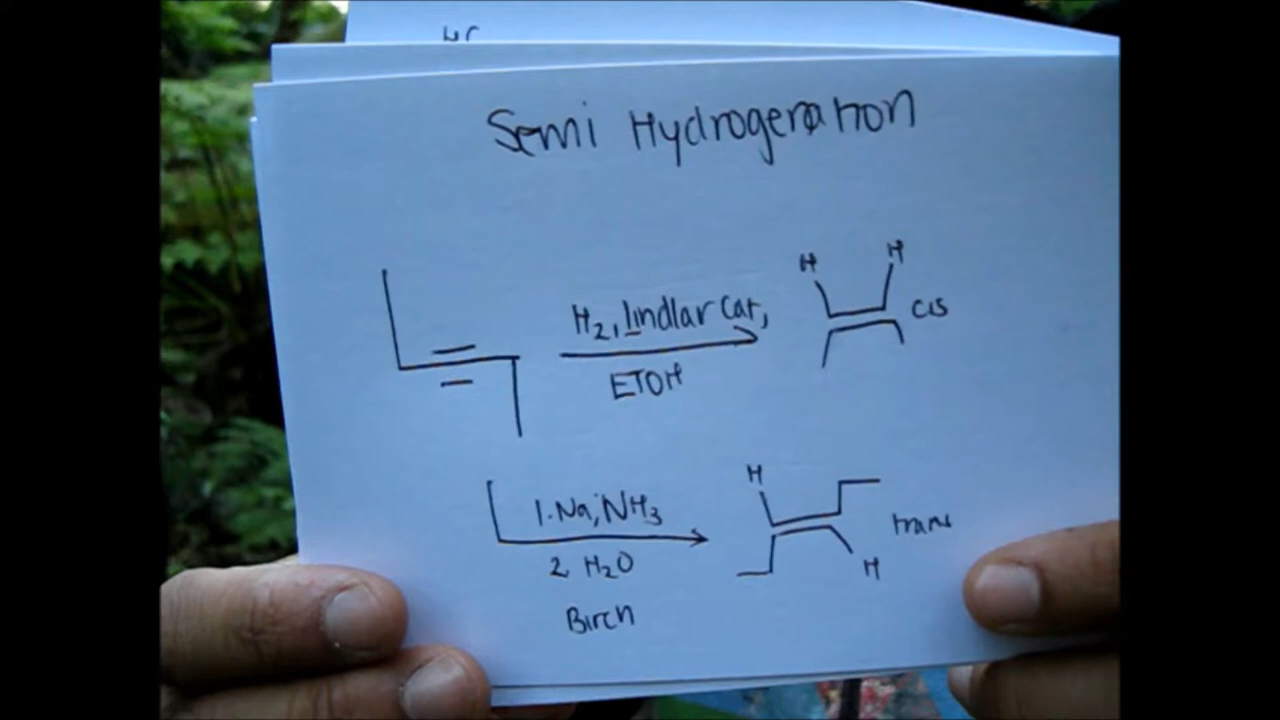 Semi Hydrogenation
H
H
H2, lindlar Cat,
cis
ETOH
H
1. Na, NH3
trans
2 H2O
H
Birch